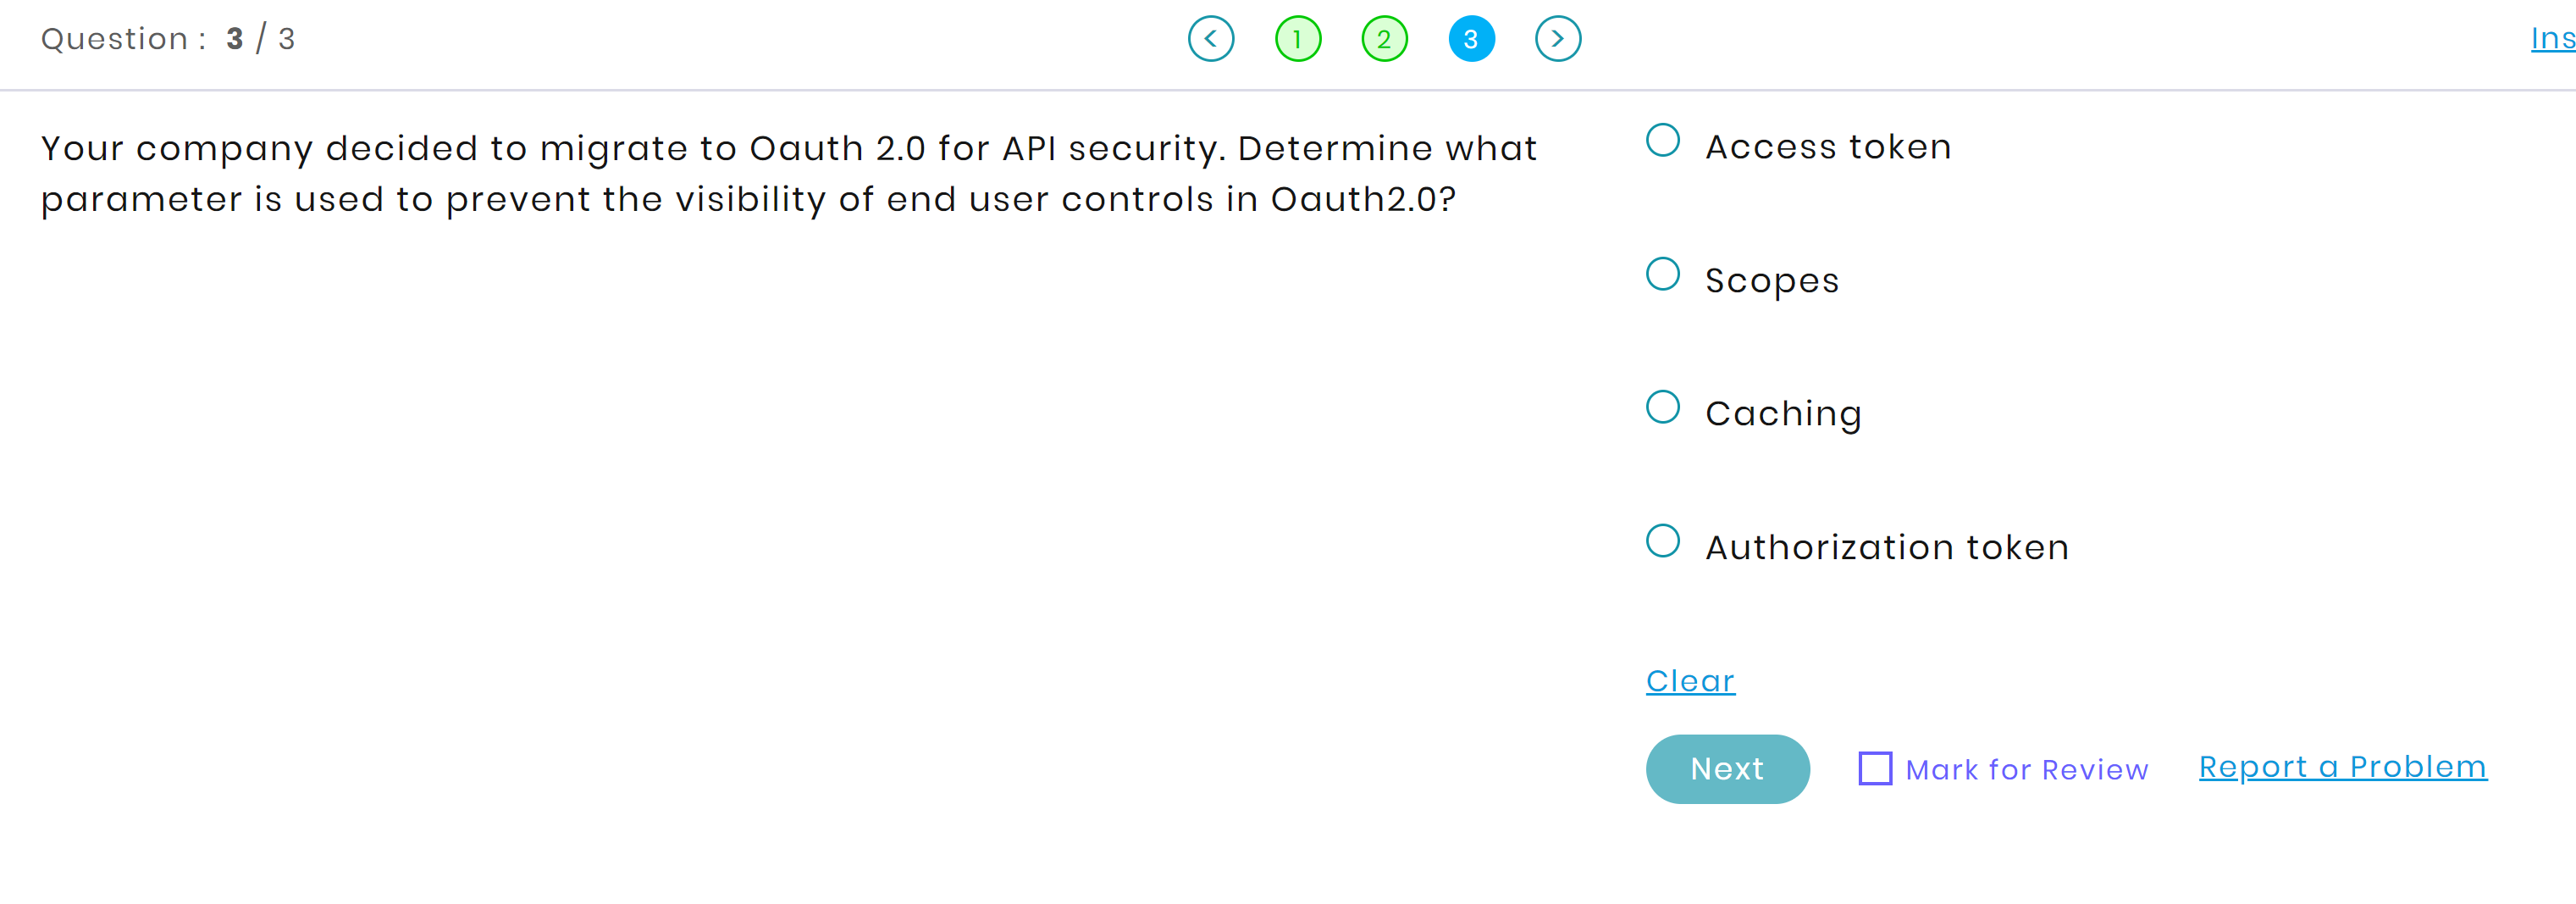 Question : 3 / 3
1
2
3
Ins
Your company decided to migrate to Oauth 2.0 for API security. Determine what
parameter is used to prevent the visibility of end user controls in Oauth2.0?
Access token
Scopes
Caching
Authorization token
Clear
Next
Mark for Review
Report a Problem